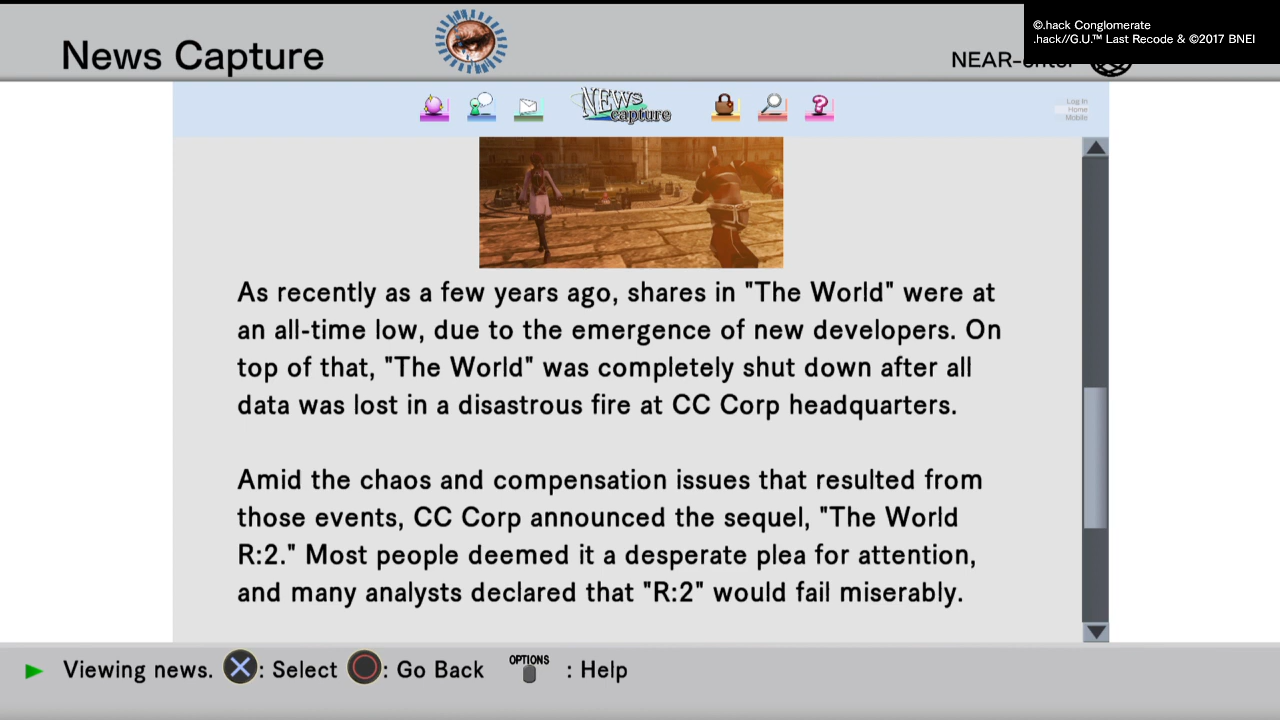 News Capture
©.hack Conglomerate
.hack//G.U.™ Last Recode & ©2017 BNEI
NEWS
capture
Log In
Home
Mobile
As recently as a few years ago, shares in "The World" were at
an all-time low, due to the emergence of new developers. On
top of that, "The World" was completely shut down after all
data was lost in a disastrous fire at CC Corp headquarters.
Amid the chaos and compensation issues that resulted from
those events, CC Corp announced the sequel, "The World
R:2." Most people deemed it a desperate plea for attention,
and many analysts declared that "R:2" would fail miserably.
Viewing news. : Select : Go Back OPTIONS : Help